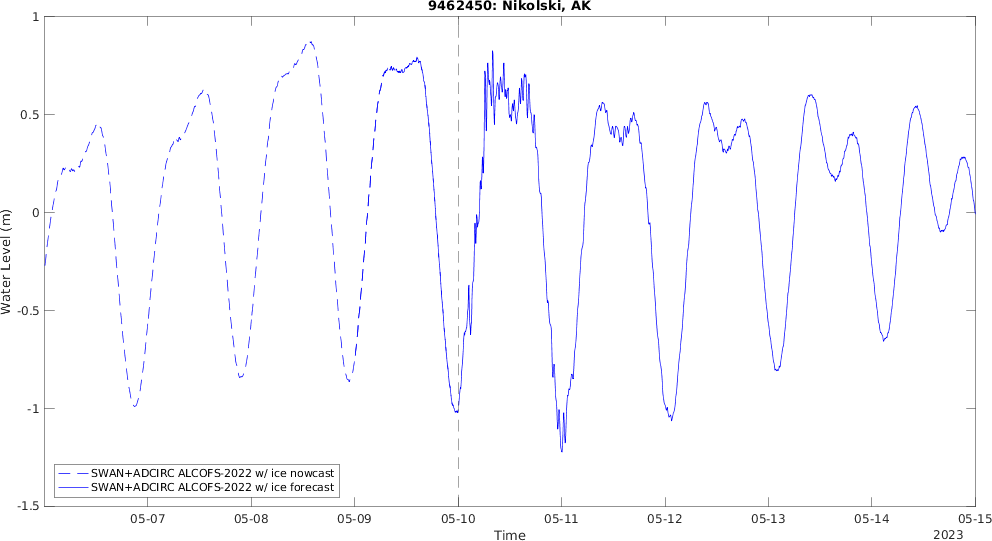 9462450: Nikolski, AK
1
0.5
0
-0.5
-1
-1.5
Water Level (m)
SWAN+ADCIRC ALCOFS-2022 w/ ice nowcast
SWAN+ADCIRC ALCOFS-2022 w/ ice forecast
05-07 05-08 05-09 05-10 05-11 05-12 05-13 05-14 05-15
Time
2023